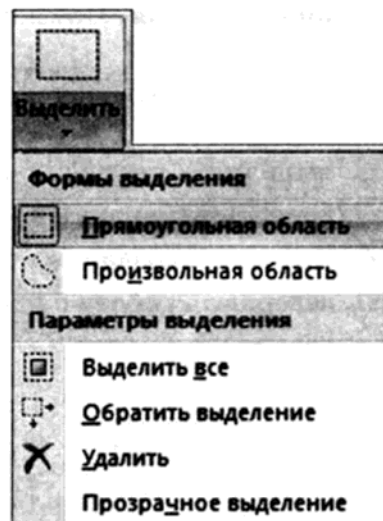 Выделить
Формы выделения
Прямоугольная область
Произвольная область
Параметры выделения
Выделить все
Обратить выделение
Удалить
Прозрачное выделение